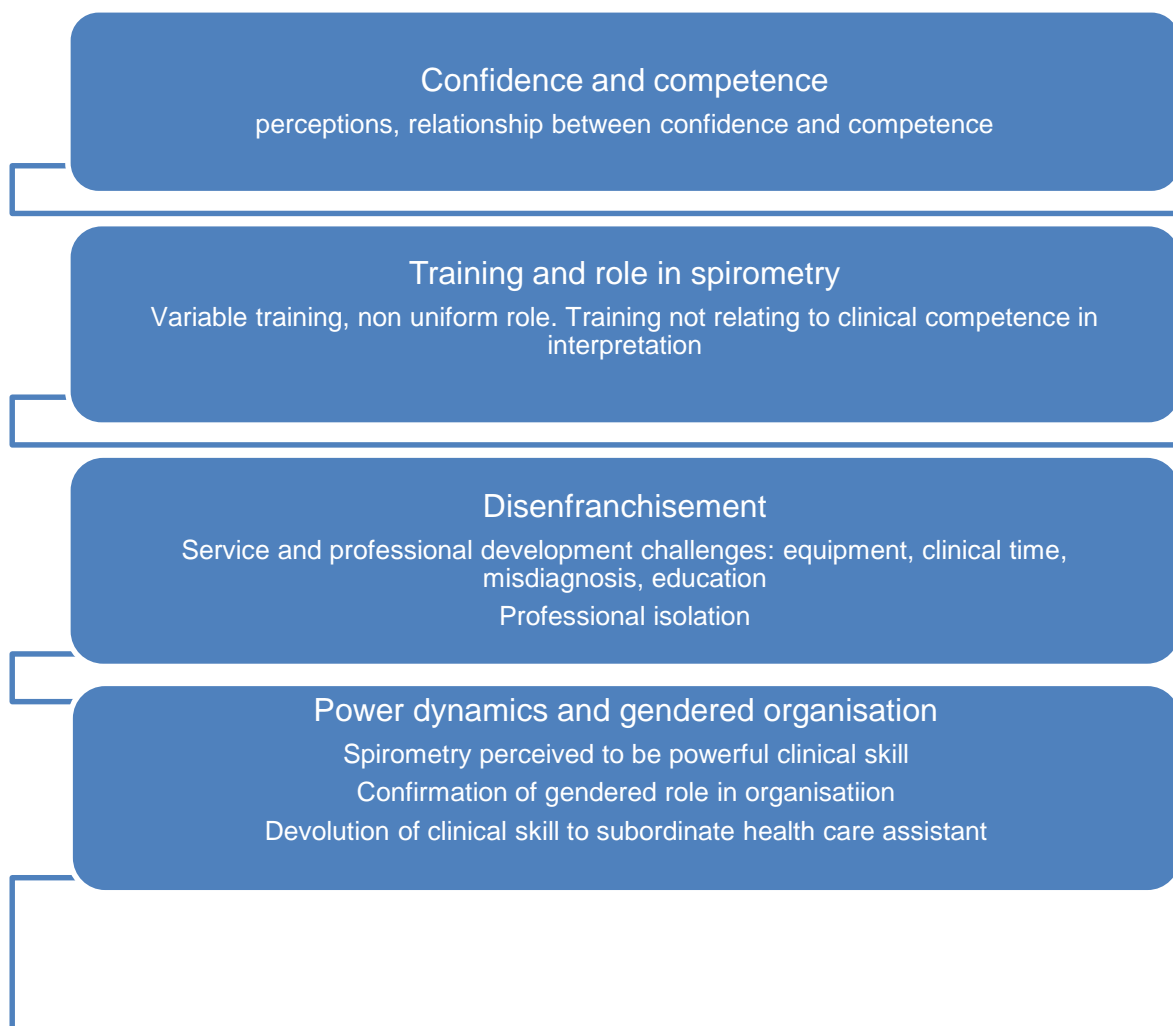 Confidence and competence
perceptions, relationship between confidence and competence
Training and role in spirometry
Variable training, non uniform role. Training not relating to clinical competence in
interpretation
Disenfranchisement
Service and professional development challenges: equipment, clinical time,
misdiagnosis, education
Professional isolation
Power dynamics and gendered organisation
Spirometry perceived to be powerful clinical skill
Confirmation of gendered role in organisatiion
Devolution of clinical skill to subordinate health care assistant